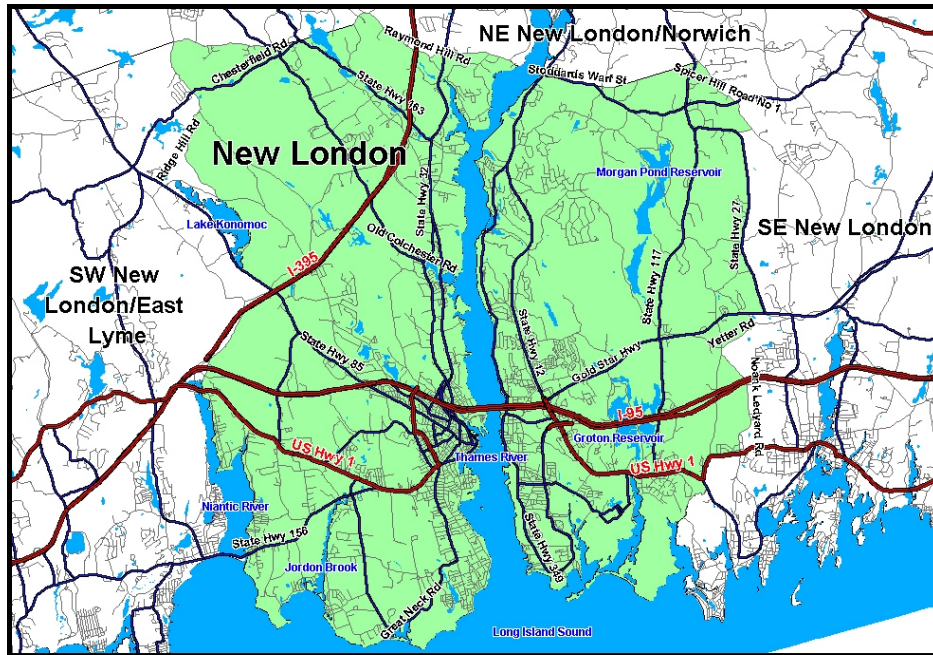 NE New London/Norwich
Raymond Hill Rd
Chesterfield Rd
Stoddards Warf St
Spicer Hill Road No 1
State Hwy 163
Ridge Hill Rd
New London
Morgan Pond Reservoir
State Hwy 32
State Hwy 27
Lake Konomoc
SE New London
Old Colchester Rd
I-395
State Hwy 117
SW New
London/East
Lyme
State Hwy 85
State Hwy 12
Gold Star Hwy
Yetter Rd
Noank Ledyard Rd
I-95
Groton Reservoir
US Hwy 1
Thames River
US Hwy 1
Niantic River
State Hwy 156
State Hwy 349
Jordon Brook
Great Neck Rd
Long Island Sound